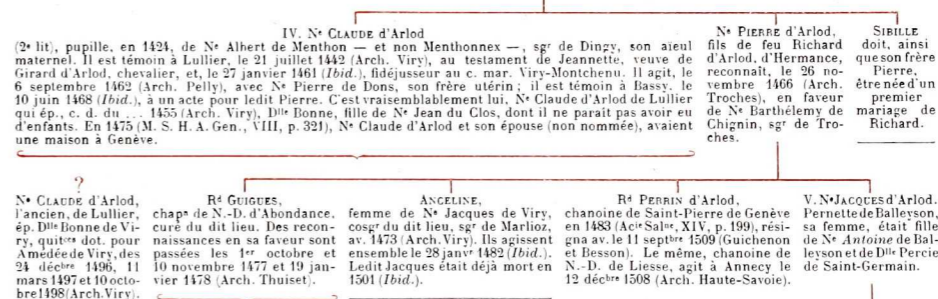 IV. Nᵉ CLAUDE d'Arlod
(2ᵉ lit), pupille, en 1424, de Nᵉ Albert de Menthon — et non Menthonnex —, sgʳ de Dingy, son aïeul
maternel. Il est témoin à Lullier, le 21 juillet 1442 (Arch. Viry), au testament de Jeannette, veuve de
Girard d'Arlod, chevalier, et, le 27 janvier 1461 (Ibid.), fidéjusseur au c. mar. Viry-Montchenu. Il agit, le
6 septembre 1462 (Arch. Pelly), avec Nᵉ Pierre de Dons, son frère utérin; il est témoin à Bassy, le
10 juin 1468 (Ibid.), à un acte pour ledit Pierre. C'est vraisemblablement lui, Nᵉ Claude d'Arlod de Lullier
qui ép., c. d. du ... 1455 (Arch. Viry), Dˡˡᵉ Bonne, fille de Nᵉ Jean du Clos, dont il ne paraît pas avoir eu
d'enfants. En 1475 (M. S. H. A. Gen., VIII, p. 321), Nᵉ Claude d'Arlod et son épouse (non nommée), avaient
une maison à Genève.
Nᵉ PIERRE d'Arlod,
fils de feu Richard
d'Arlod, d'Hermance,
reconnaît, le 26 no-
vembre 1466 (Arch.
Troches), en faveur
de Nᵉ Barthélemy de
Chignin, sgʳ de Tro-
ches.
SIBILLE
doit, ainsi
que son frère
Pierre,
être née d'un
premier
mariage de
Richard.
?
Nᵉ CLAUDE d'Arlod,
l'ancien, de Lullier,
ép. Dˡˡᵉ Bonne de Vi-
ry, quitᶜᵉˢ dot. pour
Amédée de Viry, des
24 décᵇʳᵉ 1496, 11
mars 1497 et 10 octo-
bre 1498 (Arch. Viry).
Rᵈ GUIGUES,
chapⁿ de N.-D. d'Abondance,
curé du dit lieu. Des recon-
naissances en sa faveur sont
passées les 1ᵉʳ octobre et
10 novembre 1477 et 19 jan-
vier 1478 (Arch. Thuiset).
ANCELINE,
femme de Nᵉ Jacques de Viry,
cosgʳ du dit lieu, sgʳ de Marlioz,
av. 1473 (Arch. Viry). Ils agissent
ensemble le 28 janvʳ 1482 (Ibid.).
Ledit Jacques était déjà mort en
1501 (Ibid.).
Rᵈ PERRIN d'Arlod,
chanoine de Saint-Pierre de Genève
en 1483 (Acⁱᵉ Salⁿᵉ, XIV, p. 199), rési-
gna av. le 11 septᵇʳᵉ 1509 (Guichenon
et Besson). Le même, chanoine de
N.-D. de Liesse, agit à Annecy le
12 décᵇʳᵉ 1508 (Arch. Haute-Savoie).
V. Nᵉ JACQUES d'Arlod.
Pernette de Balleyson,
sa femme, était fille
de Nᵉ Antoine de Bal-
leyson et de Dˡˡᵉ Percie
de Saint-Germain.